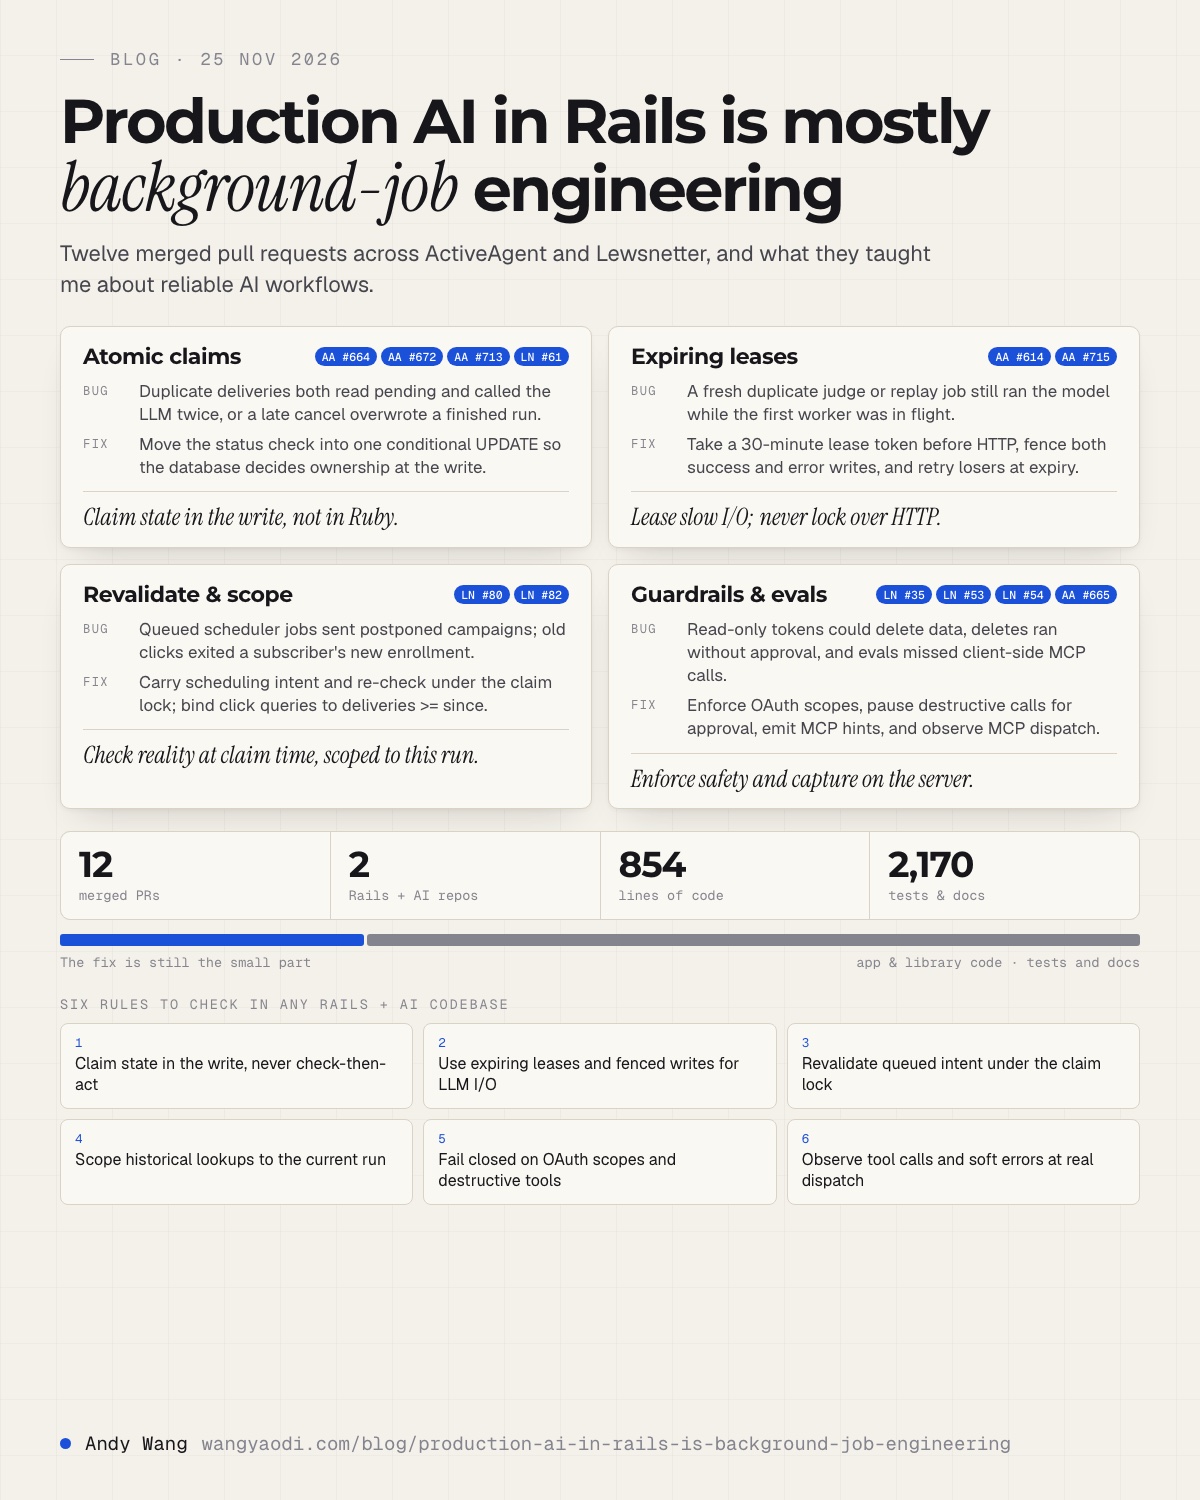 BLOG · 25 NOV 2026
Production AI in Rails is mostly
background-job engineering
Twelve merged pull requests across ActiveAgent and Lewsnetter, and what they taught
me about reliable AI workflows.
Atomic claims
AA #664 AA #672 AA #713 LN #61
BUG Duplicate deliveries both read pending and called the
LLM twice, or a late cancel overwrote a finished run.
FIX Move the status check into one conditional UPDATE so
the database decides ownership at the write.
Claim state in the write, not in Ruby.
Expiring leases
AA #614 AA #715
BUG A fresh duplicate judge or replay job still ran the model
while the first worker was in flight.
FIX Take a 30-minute lease token before HTTP, fence both
success and error writes, and retry losers at expiry.
Lease slow I/O; never lock over HTTP.
Revalidate & scope
LN #80 LN #82
BUG Queued scheduler jobs sent postponed campaigns; old
clicks exited a subscriber's new enrollment.
FIX Carry scheduling intent and re-check under the claim
lock; bind click queries to deliveries >= since.
Check reality at claim time, scoped to this run.
Guardrails & evals
LN #35 LN #53 LN #54 AA #665
BUG Read-only tokens could delete data, deletes ran
without approval, and evals missed client-side MCP
calls.
FIX Enforce OAuth scopes, pause destructive calls for
approval, emit MCP hints, and observe MCP dispatch.
Enforce safety and capture on the server.
12
merged PRs
2
Rails + AI repos
854
lines of code
2,170
tests & docs
The fix is still the small part
app & library code · tests and docs
SIX RULES TO CHECK IN ANY RAILS + AI CODEBASE
1
Claim state in the write, never check-then-
act
2
Use expiring leases and fenced writes for
LLM I/O
3
Revalidate queued intent under the claim
lock
4
Scope historical lookups to the current run
5
Fail closed on OAuth scopes and
destructive tools
6
Observe tool calls and soft errors at real
dispatch
Andy Wang wangyaodi.com/blog/production-ai-in-rails-is-background-job-engineering